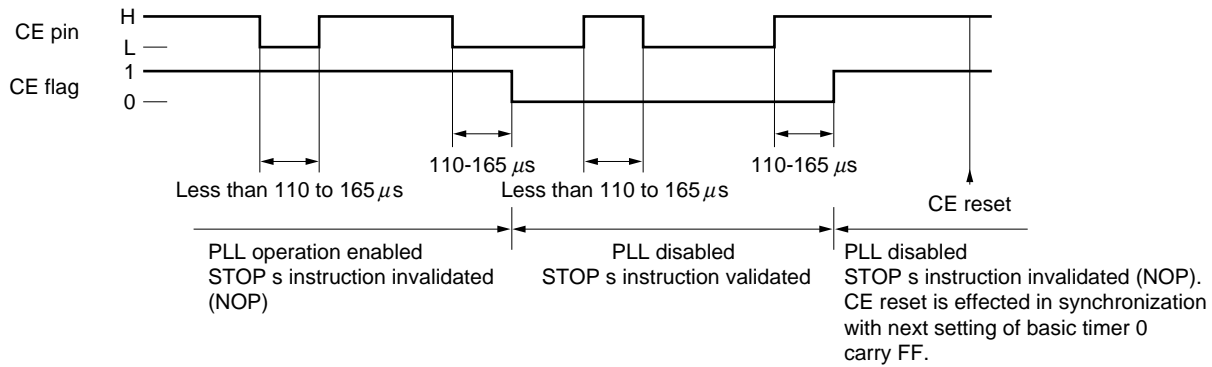 H
CE pin
L
1
CE flag
0
110-165 μs
110-165 μs
Less than 110 to 165 μs
Less than 110 to 165 μs
CE reset
PLL operation enabled
STOP s instruction invalidated
(NOP)
PLL disabled
STOP s instruction validated
PLL disabled
STOP s instruction invalidated (NOP).
CE reset is effected in synchronization
with next setting of basic timer 0
carry FF.